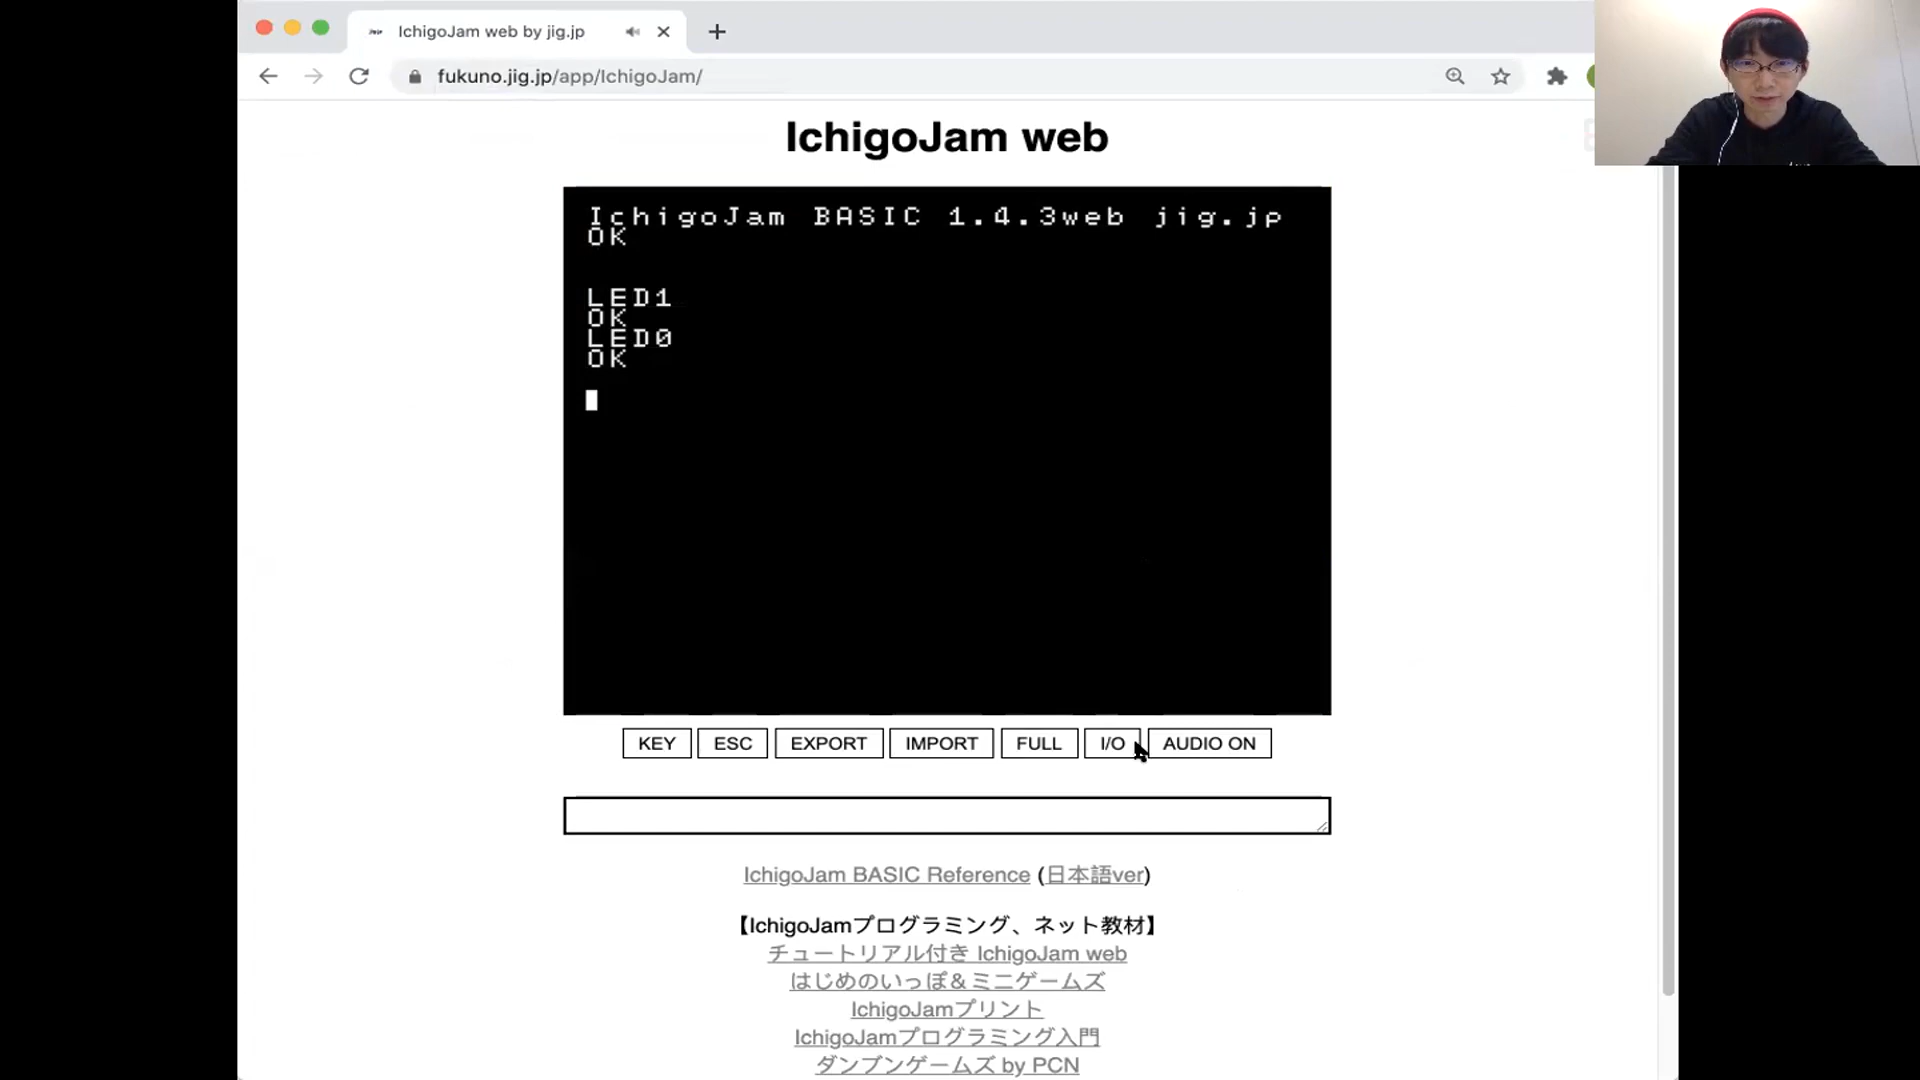 IchigoJam web by jig.jp
fukuno.jig.jp/app/IchigoJam/
IchigoJam web
IchigoJam BASIC 1.4.3web jig.jp
OK
LED1
OK
LED0
OK
KEY ESC EXPORT IMPORT FULL I/O AUDIO ON
IchigoJam BASIC Reference (日本語ver)
【IchigoJamプログラミング、ネット教材】
チュートリアル付き IchigoJam web
はじめのいっぽ＆ミニゲームズ
IchigoJamプリント
IchigoJamプログラミング入門
ダンブンゲームズ by PCN